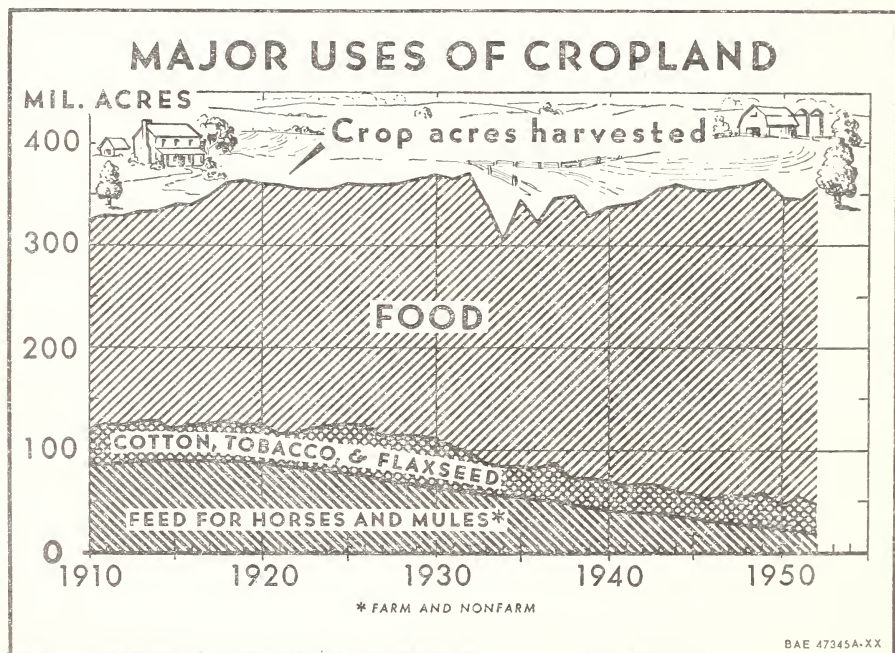 MAJOR USES OF CROPLAND
MIL. ACRES
400
Crop acres harvested
300
FOOD
200
100
COTTON, TOBACCO, & FLAXSEED
FEED FOR HORSES AND MULES*
0
1910 1920 1930 1940 1950
* FARM AND NONFARM
BAE 47345A-XX